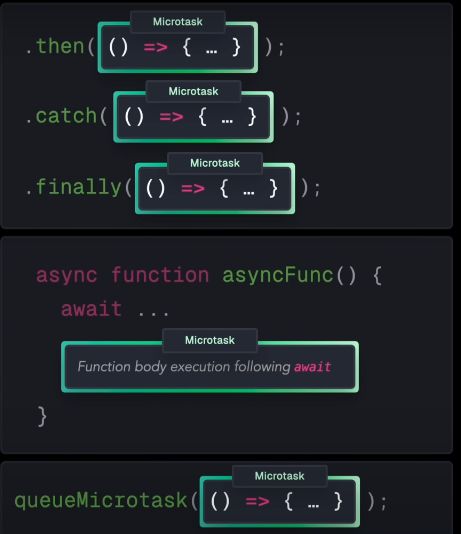 Microtask
.then( () => { … } );
Microtask
.catch( () => { … } );
Microtask
.finally( () => { … } );
async function asyncFunc() {
await ...
Microtask
Function body execution following await
}
Microtask
queueMicrotask( () => { … } );